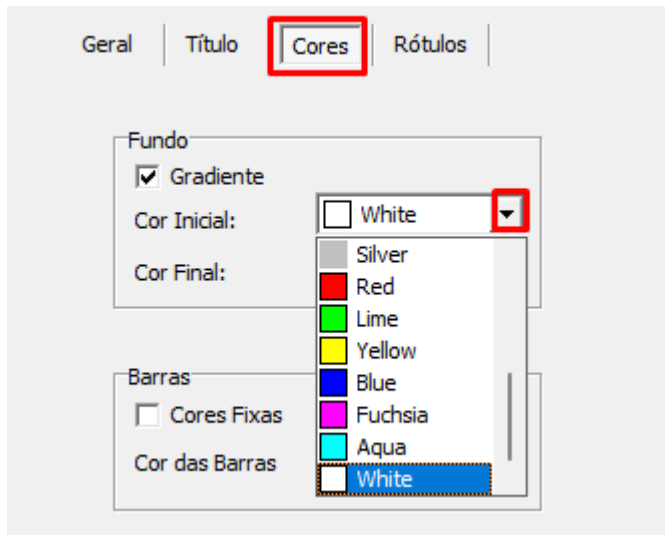 Geral Título Cores Rótulos
Fundo
Gradiente
Cor Inicial: White
Silver
Cor Final:
Red
Lime
Yellow
Barras
Blue
Cores Fixas Fuchsia
Aqua
Cor das Barras
White